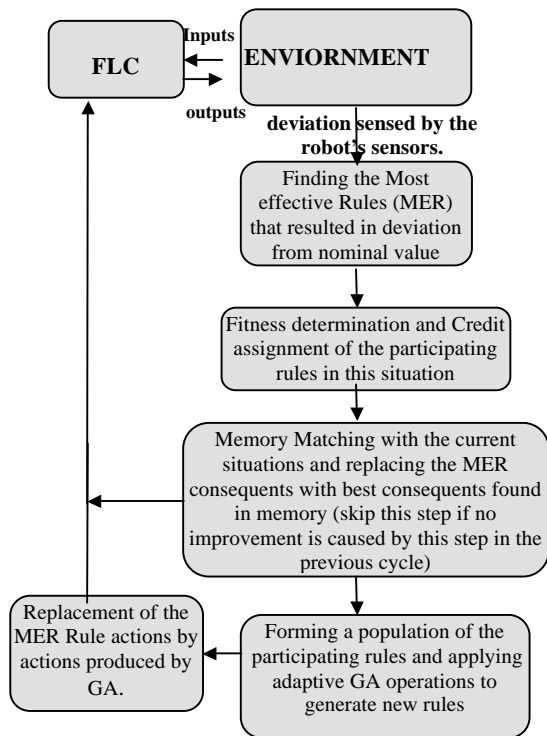 Inputs
FLC
ENVIORNMENT
outputs
deviation sensed by the
robot's sensors.
Finding the Most
effective Rules (MER)
that resulted in deviation
from nominal value
Fitness determination and Credit
assignment of the participating
rules in this situation
Memory Matching with the current
situations and replacing the MER
consequents with best consequents found
in memory (skip this step if no
improvement is caused by this step in the
previous cycle)
Replacement of the
MER Rule actions by
actions produced by
GA.
Forming a population of the
participating rules and applying
adaptive GA operations to
generate new rules